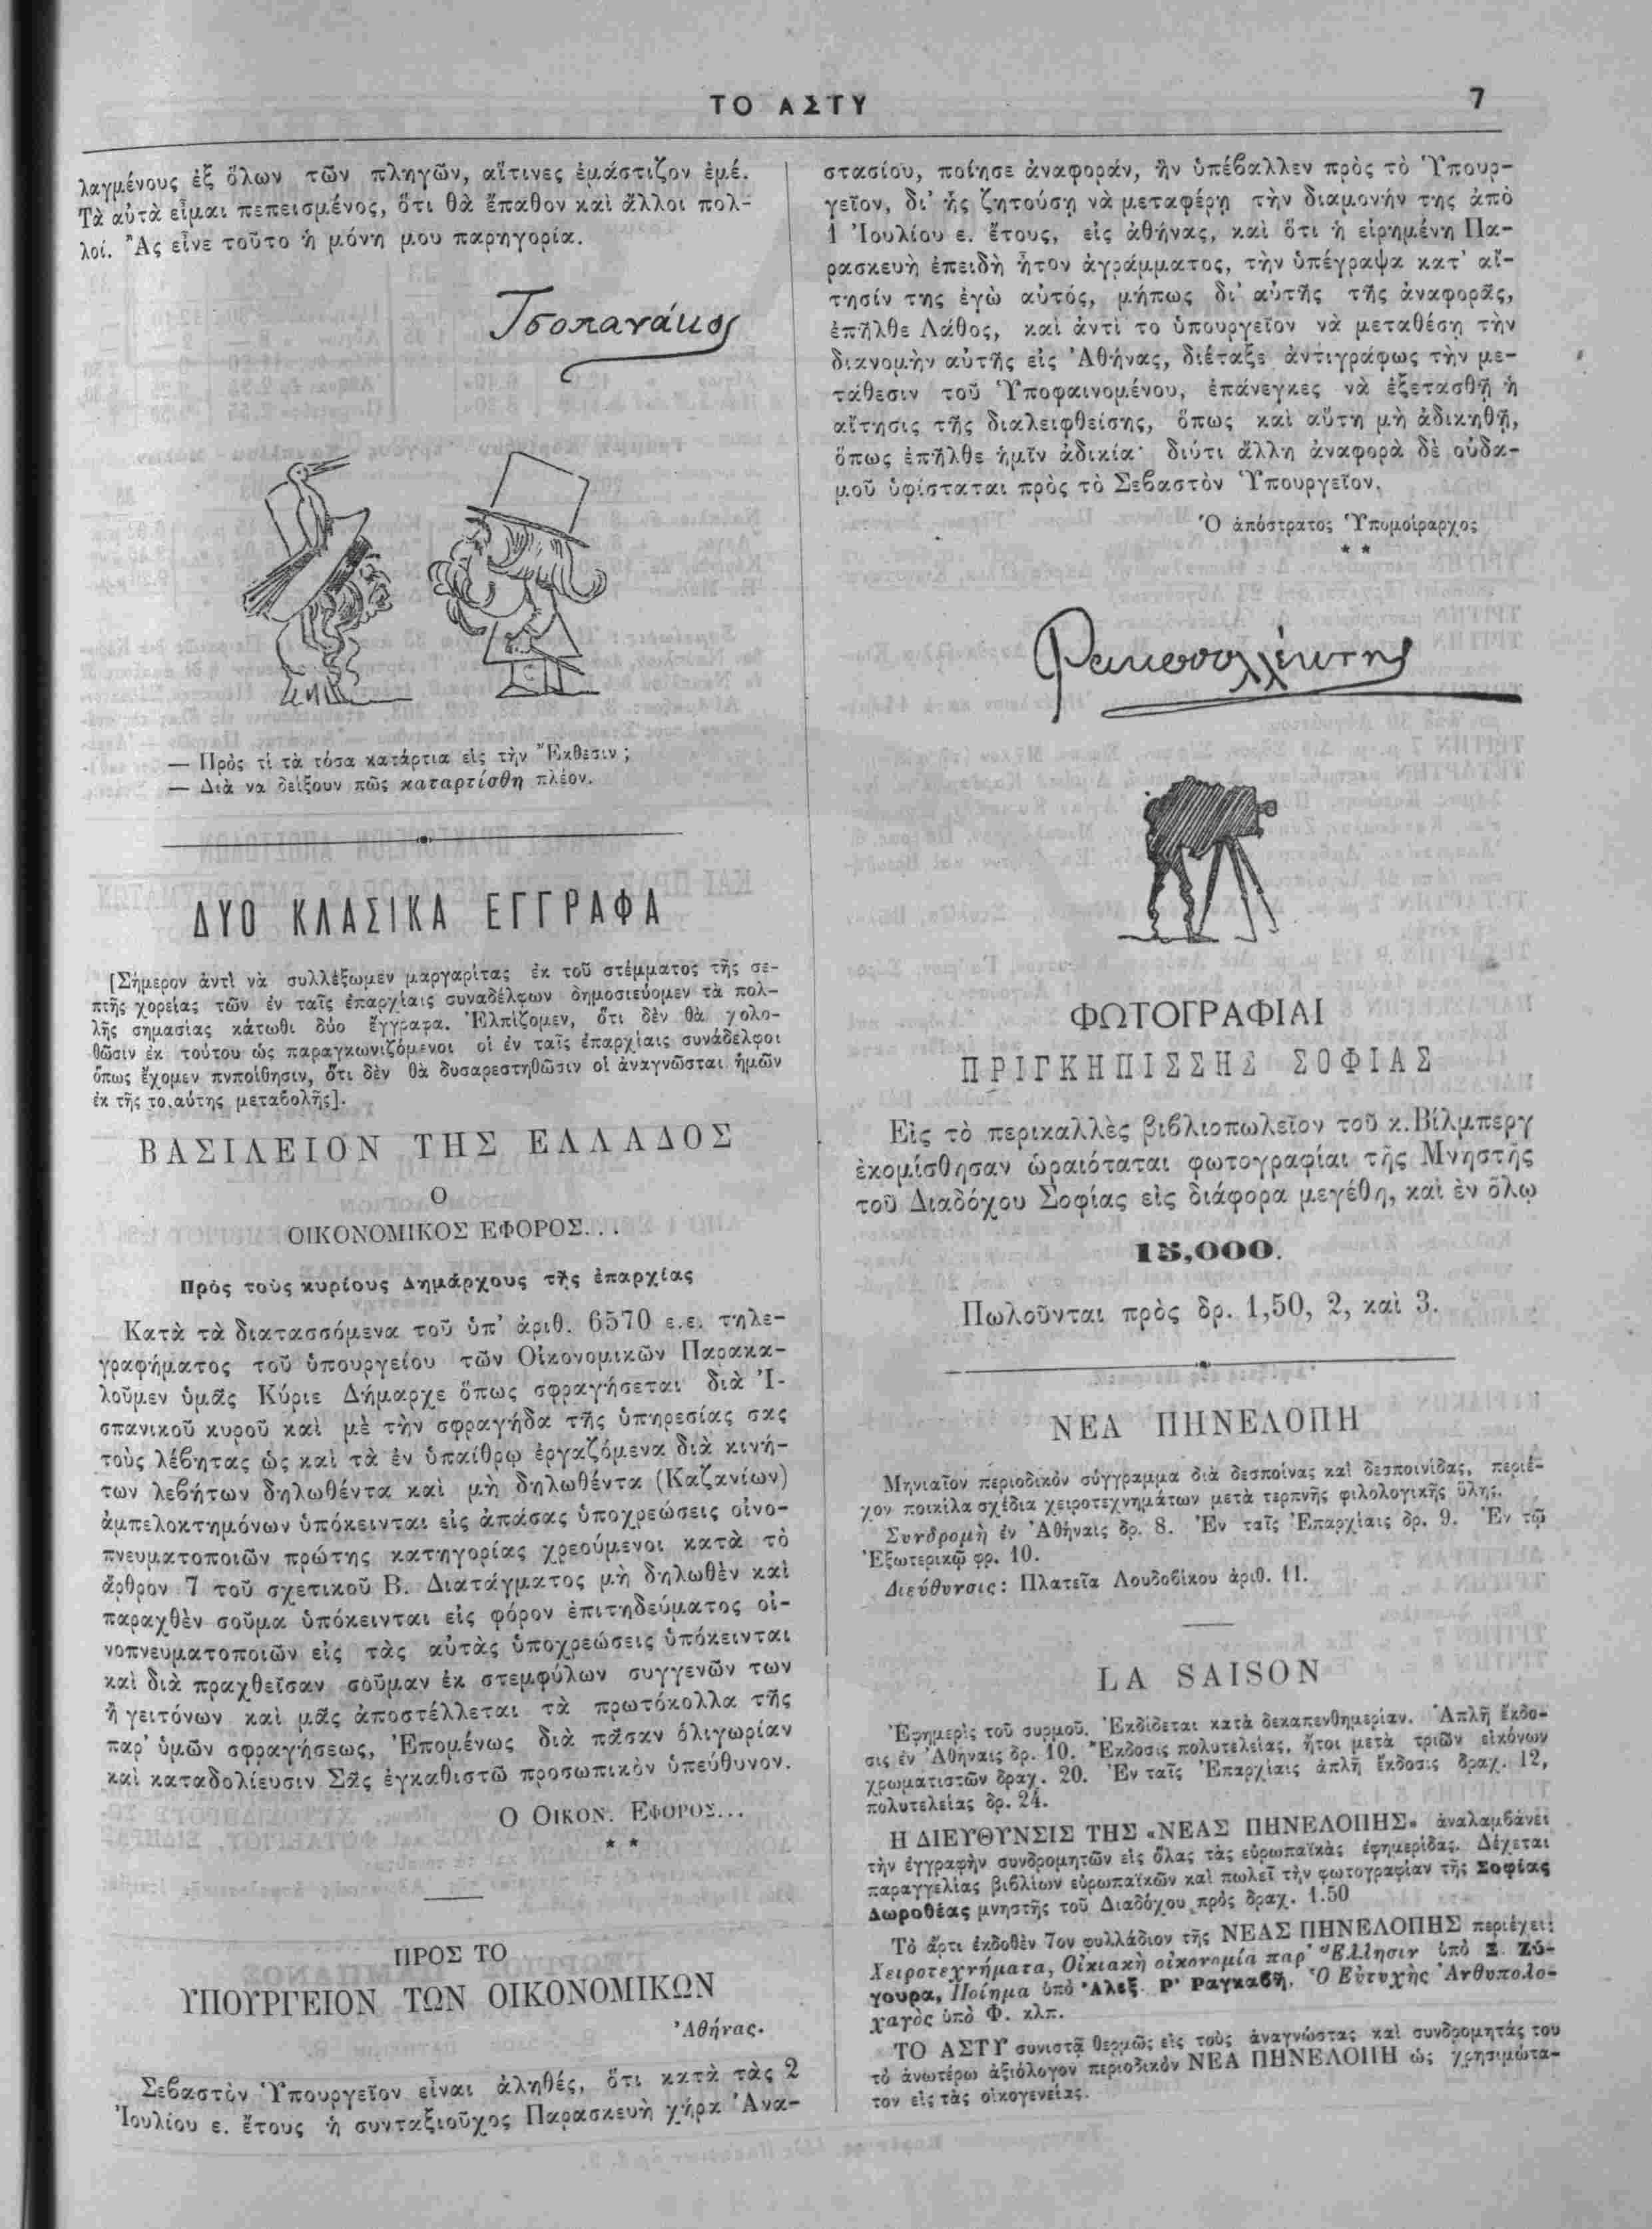 ΤΟ ΑΣΤΥ
7
λαγμένους ἐξ ὅλων τῶν πληγῶν, αἵτινες ἐμάστιζον ἐμέ.
Τὰ αὐτὰ εἶμαι πεπεισμένος, ὅτι θὰ ἔπαθον καὶ ἄλλοι πολ-
λοί. Ἂς εἶνε τοῦτο ἡ μόνη μου παρηγορία.
Τσοπανάκος
— Πρὸς τί τὰ τόσα κατάρτια εἰς τὴν Ἔκθεσιν ;
— Διὰ να δείξουν πῶς καταρτίσθη πλέον.
ΔΥΟ ΚΛΑΣΙΚΑ ΕΓΓΡΑΦΑ
[Σήμερον ἀντὶ νὰ συλλέξωμεν μαργαρίτας ἐκ τοῦ στέμματος τῆς σε-
πτῆς χορείας τῶν ἐν ταῖς ἐπαρχίαις συναδέλφων δημοσιεύομεν τὰ πολ-
λῆς σημασίας κάτωθι δύο ἔγγραφα. Ἐλπίζομεν, ὅτι δὲν θὰ χολο-
θῶσιν ἐκ τούτου ὡς παραγκωνιζόμενοι οἱ ἐν ταῖς ἐπαρχίαις συνάδελφοι
ὅπως ἔχομεν πνποίθησιν, ὅτι δὲν θὰ δυσαρεστηθῶσιν οἱ ἀναγνῶσται ἡμῶν
ἐκ τῆς το.αύτης μεταβολῆς].
ΒΑΣΙΛΕΙΟΝ ΤΗΣ ΕΛΛΑΔΟΣ
Ο
ΟΙΚΟΝΟΜΙΚΟΣ ΕΦΟΡΟΣ...
Πρὸς τοὺς κυρίους Δημάρχους τῆς ἐπαρχίας
Κατὰ τὰ διατασσόμενα τοῦ ὑπ' ἀριθ. 6570 ε.ε. τηλε-
γραφήματος τοῦ ὑπουργείου τῶν Οἰκονομικῶν Παρακα-
λοῦμεν ὑμᾶς Κύριε Δήμαρχε ὅπως σφραγήσεται διὰ Ἱ-
σπανικοῦ κυροῦ καὶ μὲ τὴν σφραγῆδα τῆς ὑπηρεσίας σας
τοὺς λέβητας ὡς καὶ τὰ ἐν ὑπαίθρῳ ἐργαζόμενα διὰ κινή-
των λεβήτων δηλωθέντα καὶ μὴ δηλωθέντα (Καζανίων)
ἀμπελοκτημόνων ὑπόκεινται εἰς ἁπάσας ὑποχρεώσεις οἰνο-
πνευματοποιῶν πρώτης κατηγορίας χρεούμενοι κατὰ τὸ
ἄρθρον 7 τοῦ σχετικοῦ Β. Διατάγματος μὴ δηλωθὲν καὶ
παραχθὲν σοῦμα ὑπόκεινται εἰς φόρον ἐπιτηδεύματος οἰ-
νοπνευματοποιῶν εἰς τὰς αὐτὰς ὑποχρεώσεις ὑπόκεινται
καὶ διὰ πραχθεῖσαν σοῦμαν ἐκ στεμφύλων συγγενῶν των
ἢ γειτόνων καὶ μᾶς ἀποστέλλεται τὰ πρωτόκολλα τῆς
παρ' ὑμῶν σφραγήσεως, Ἑπομένως διὰ πᾶσαν ὀλιγωρίαν
καὶ καταδολίευσιν Σᾶς ἐγκαθιστῶ προσωπικὸν ὑπεύθυνον.
Ο ΟΙΚΟΝ. ΕΦΟΡΟΣ...
* *
ΠΡΟΣ ΤΟ
ΥΠΟΥΡΓΕΙΟΝ ΤΩΝ ΟΙΚΟΝΟΜΙΚΩΝ
Ἀθήνας.
Σεβαστὸν Ὑπουργεῖον εἶναι ἀληθές, ὅτι κατὰ τὰς 2
Ἰουλίου ε. ἔτους ἡ συνταξιοῦχος Παρασκευὴ χήρα Ἀνα-
στασίου, ποίησε ἀναφοράν, ἣν ὑπέβαλλεν πρὸς τὸ Ὑπουρ-
γεῖον, δι' ἧς ζητούσῃ νὰ μεταφέρῃ τὴν διαμονήν της ἀπὸ
1 Ἰουλίου ε. ἔτους, εἰς ἀθήνας, καὶ ὅτι ἡ εἰρημένη Πα-
ρασκευὴ ἐπειδὴ ἦτον ἀγράμματος, τὴν ὑπέγραψα κατ' αἴ-
τησίν της ἐγὼ αὐτός, μήπως δι' αὐτῆς τῆς ἀναφορᾶς,
ἐπῆλθε Λάθος, καὶ ἀντὶ το ὑπουργεῖον νὰ μεταθέσῃ τὴν
διανομὴν αὐτῆς εἰς Ἀθήνας, διέταξε ἀντιγράφως τὴν με-
τάθεσιν τοῦ Ὑποφαινομένου, ἐπάνεγκες νὰ ἐξετασθῇ ἡ
αἴτησις τῆς διαλειφθείσης, ὅπως καὶ αὕτη μὴ ἀδικηθῇ,
ὅπως ἐπῆλθε ἡμῖν ἀδικία· διύτι ἄλλη ἀναφορὰ δὲ οὐδα-
μοῦ ὑφίσταται πρὸς τὸ Σεβαστὸν Ὑπουργεῖον.
Ὁ ἀπόστρατος Ὑπομοίραρχος
* *
ΦΩΤΟΓΡΑΦΙΑΙ
ΠΡΙΓΚΗΠΙΣΣΗΣ ΣΟΦΙΑΣ
Εἰς τὸ περικαλλὲς βιβλιοπωλεῖον τοῦ κ. Βίλμπεργ
ἐκομίσθησαν ὡραιόταται φωτογραφίαι τῆς Μνηστῆς
τοῦ Διαδόχου Σοφίας εἰς διάφορα μεγέθη, καὶ ἐν ὅλῳ
15,000.
Πωλοῦνται πρὸς δρ. 1,50, 2, καὶ 3.
ΝΕΑ ΠΗΝΕΛΟΠΗ
Μηνιαῖον περιοδικὸν σύγγραμμα διὰ δεσποίνας καὶ δεσποινίδας, περιέ-
χον ποικίλα σχέδια χειροτεχνημάτων μετὰ τερπνῆς φιλολογικῆς ὕλης.
Συνδρομὴ ἐν Ἀθήναις δρ. 8. Ἐν ταῖς Ἐπαρχίαις δρ. 9. Ἐν τῷ
Ἐξωτερικῷ φρ. 10.
Διεύθυνσις: Πλατεῖα Λουδοβίκου ἀριθ. 11.
LA SAISON
Ἐφημερὶς τοῦ συρμοῦ. Ἐκδίδεται κατὰ δεκαπενθημερίαν. Ἁπλῆ ἔκδο-
σις ἐν Ἀθήναις δρ. 10. Ἔκδοσις πολυτελείας, ἤτοι μετὰ τριῶν εἰκόνων
χρωματιστῶν δραχ. 20. Ἐν ταῖς Ἐπαρχίαις ἁπλῆ ἔκδοσις δραχ. 12,
πολυτελείας δρ. 24.
Η ΔΙΕΥΘΥΝΣΙΣ ΤΗΣ «ΝΕΑΣ ΠΗΝΕΛΟΠΗΣ» ἀναλαμβάνει
τὴν ἐγγραφὴν συνδρομητῶν εἰς ὅλας τὰς εὐρωπαϊκὰς ἐφημερίδας. Δέχεται
παραγγελίας βιβλίων εὐρωπαϊκῶν καὶ πωλεῖ τὴν φωτογραφίαν τῆς Σοφίας
Δωροθέας μνηστῆς τοῦ Διαδόχου πρὸς δραχ. 1.50
Τὸ ἄρτι ἐκδοθὲν 7ον φυλλάδιον τῆς ΝΕΑΣ ΠΗΝΕΛΟΠΗΣ περιέχει:
Χειροτεχνήματα, Οἰκιακὴ οἰκονομία παρ' Ἕλλησιν ὑπὸ Σ. Ζύ-
γουρα, Ποίημα ὑπὸ Ἀλεξ. Ρ' Ραγκαβῆ, Ὁ Εὐτυχὴς Ἀνθυπολο-
χαγὸς ὑπὸ Φ. κλπ.
ΤΟ ΑΣΤΥ συνιστᾷ θερμῶς εἰς τοὺς ἀναγνώστας καὶ συνδρομητάς του
τὸ ἀνωτέρω ἀξιόλογον περιοδικὸν ΝΕΑ ΠΗΝΕΛΟΠΗ ὡς χρησιμώτα-
τον εἰς τὰς οἰκογενείας.